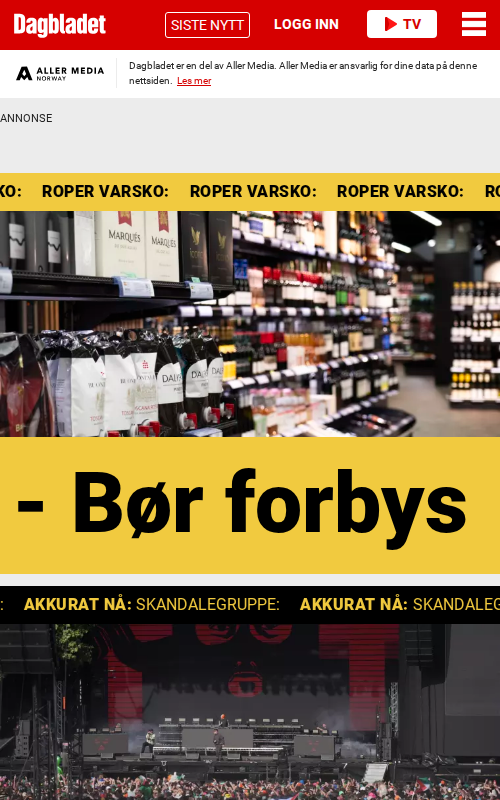 Dagbladet
SISTE NYTT
LOGG INN
TV
ALLER MEDIA
NORWAY
Dagbladet er en del av Aller Media. Aller Media er ansvarlig for dine data på denne
nettsiden. Les mer
ANNONSE
KO: ROPER VARSKO: ROPER VARSKO: ROPER VARSKO: RO
MARQUÉS
MARQUÉS
- Bør forbys
: AKKURAT NÅ: SKANDALEGRUPPE: AKKURAT NÅ: SKANDALEG